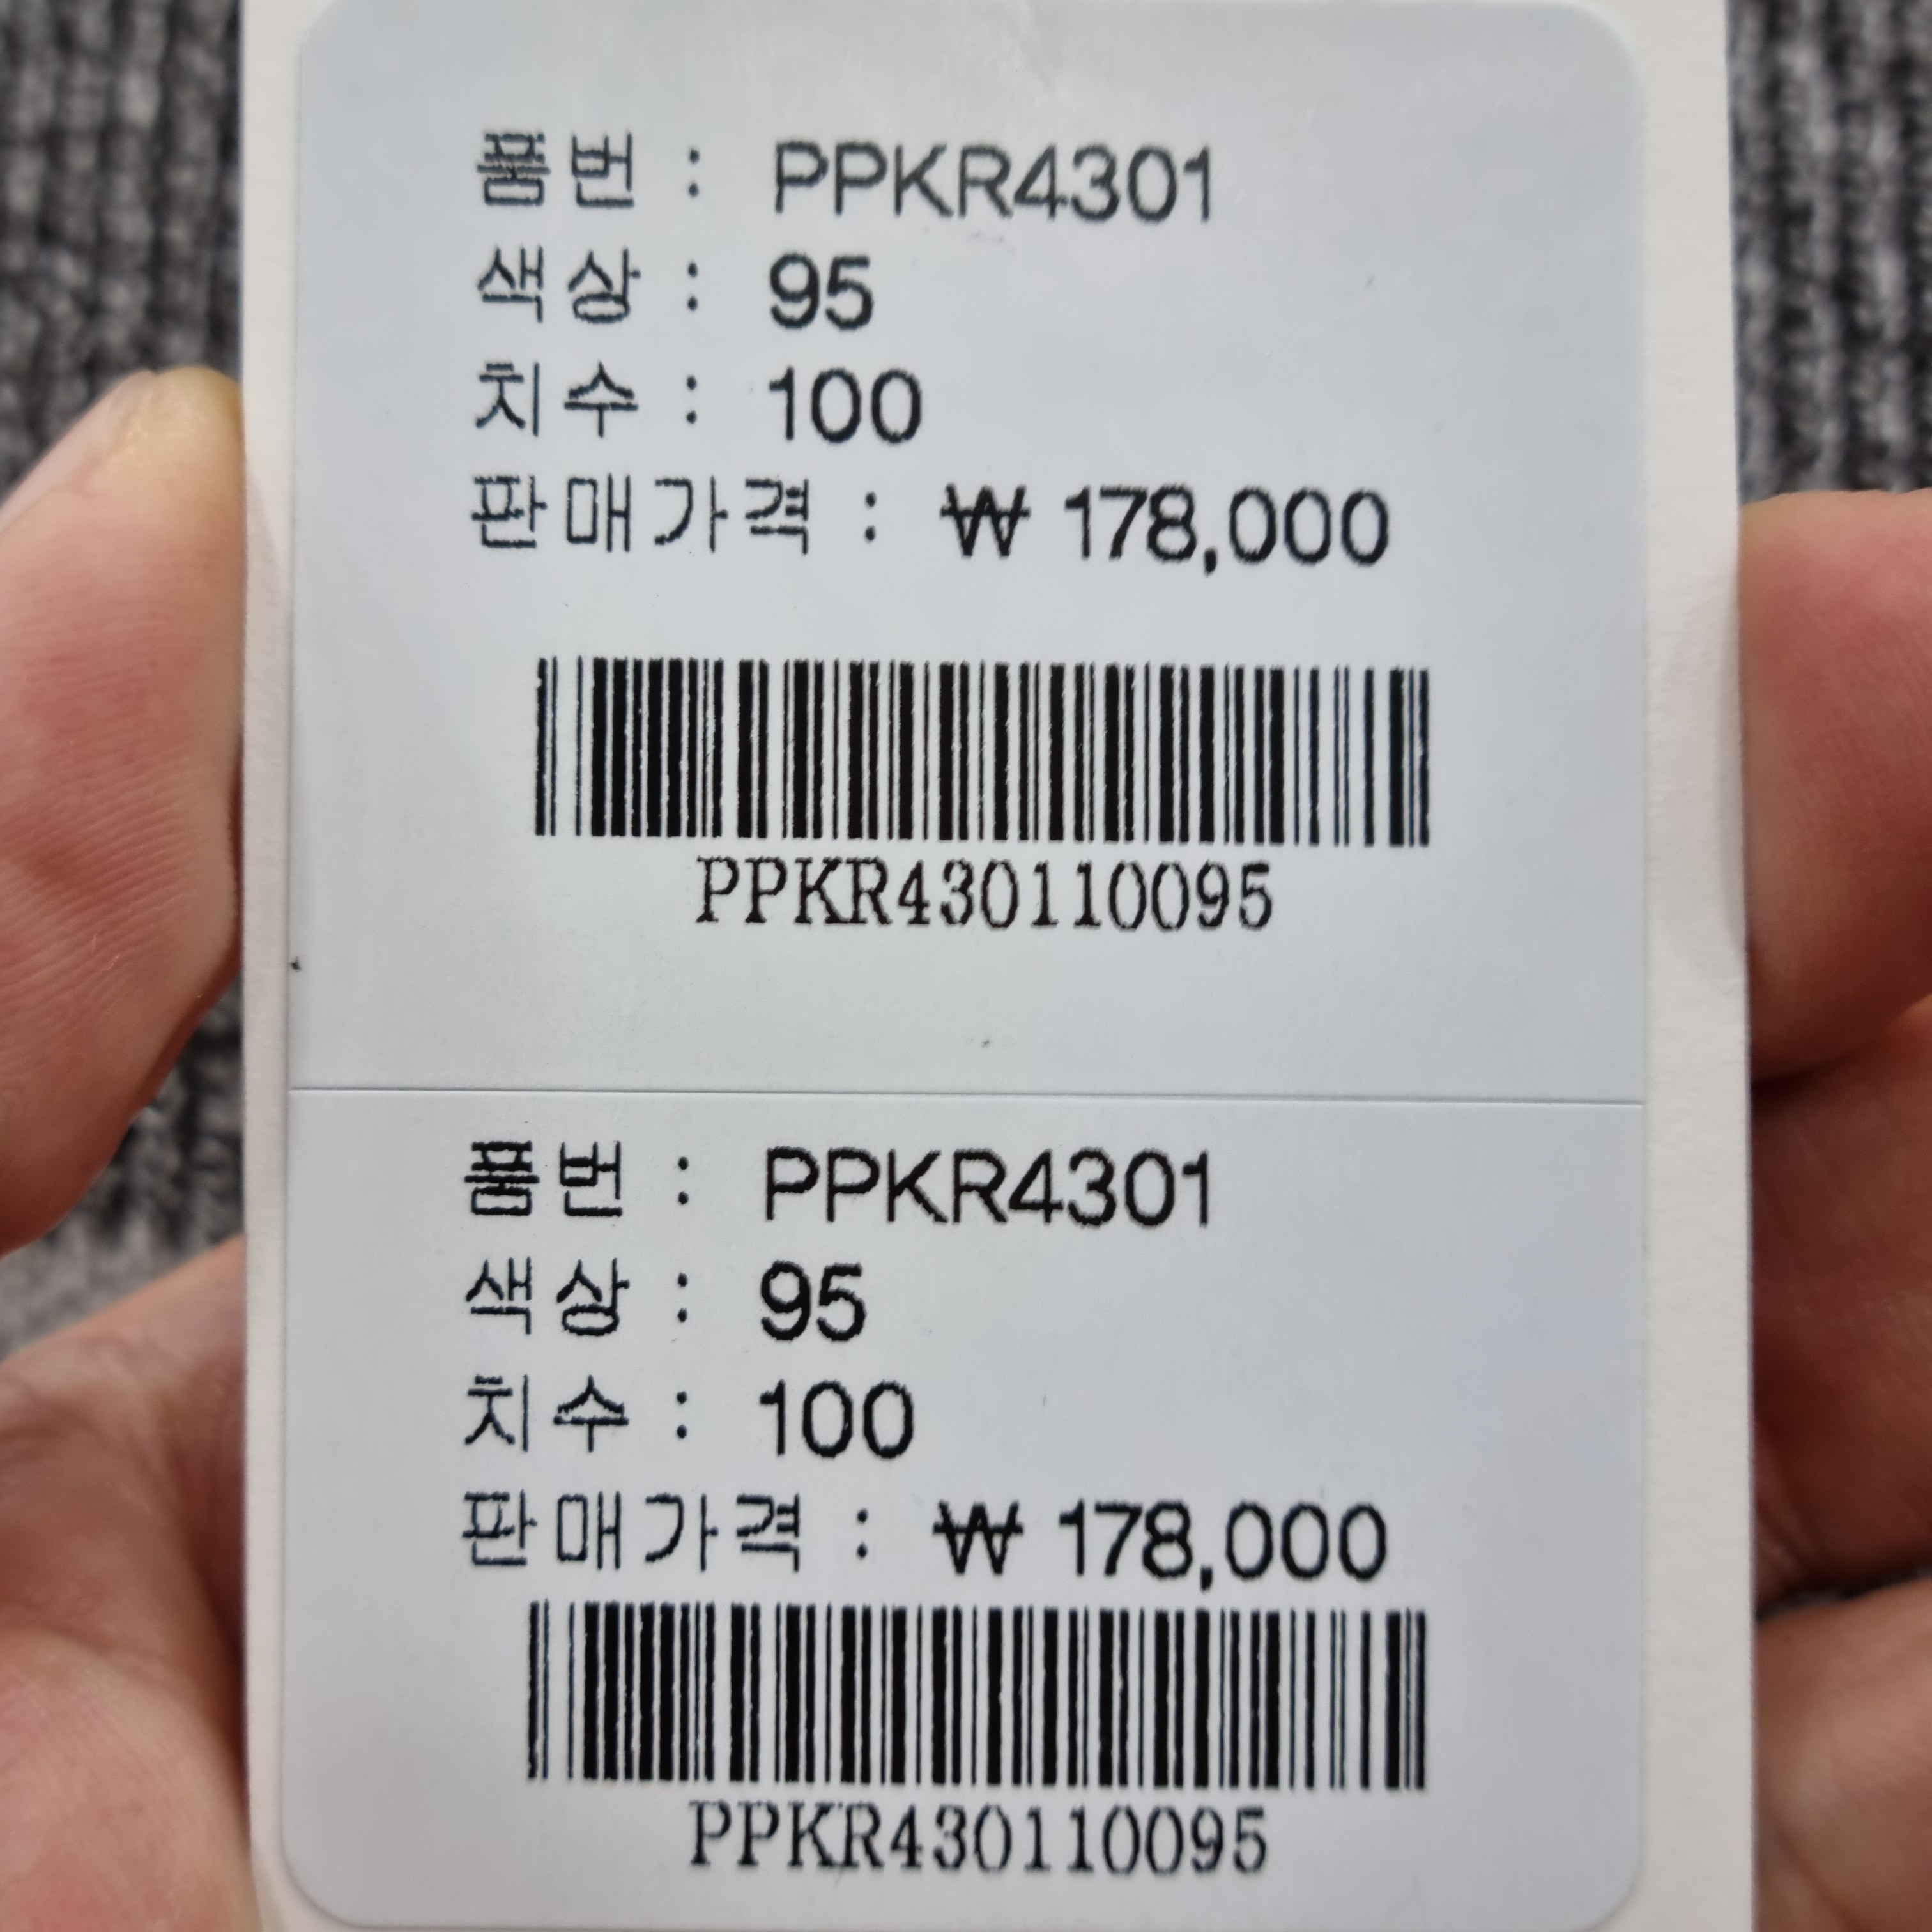 품번 : PPKR4301
색상 : 95
치수 : 100
판매가격 : ₩ 178,000
PPKR430110095
품번 : PPKR4301
색상 : 95
치수 : 100
판매가격 : ₩ 178,000
PPKR430110095